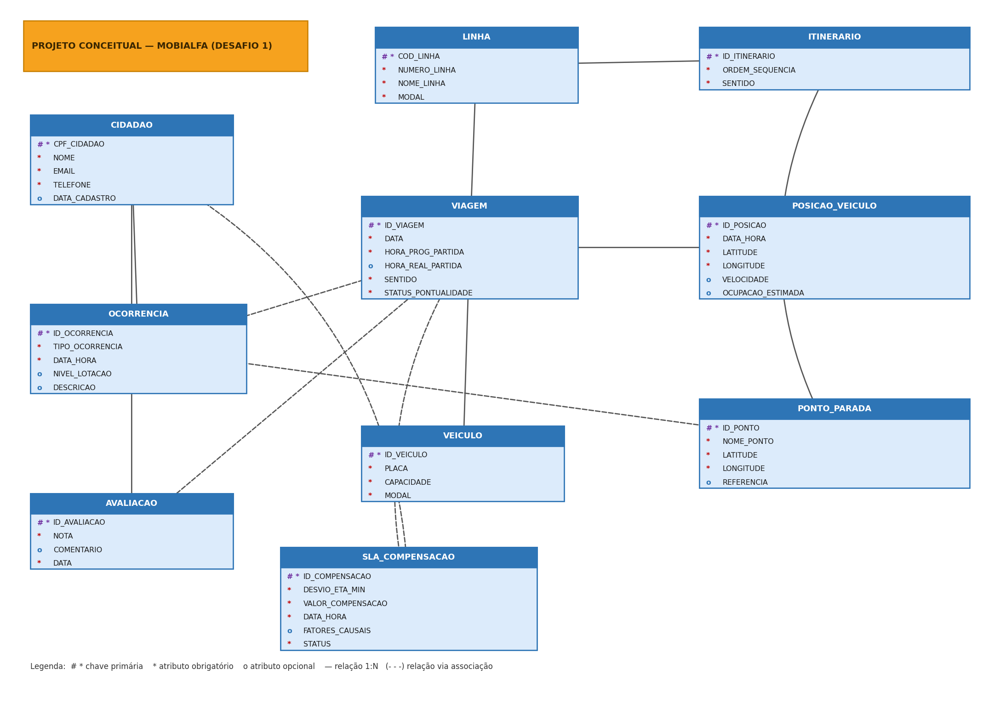 PROJETO CONCEITUAL — MOBIALFA (DESAFIO 1)
LINHA
# * COD_LINHA
* NUMERO_LINHA
* NOME_LINHA
* MODAL
ITINERARIO
# * ID_ITINERARIO
* ORDEM_SEQUENCIA
* SENTIDO
CIDADAO
# * CPF_CIDADAO
* NOME
* EMAIL
* TELEFONE
o DATA_CADASTRO
VIAGEM
# * ID_VIAGEM
* DATA
* HORA_PROG_PARTIDA
o HORA_REAL_PARTIDA
* SENTIDO
* STATUS_PONTUALIDADE
POSICAO_VEICULO
# * ID_POSICAO
* DATA_HORA
* LATITUDE
* LONGITUDE
o VELOCIDADE
o OCUPACAO_ESTIMADA
OCORRENCIA
# * ID_OCORRENCIA
* TIPO_OCORRENCIA
* DATA_HORA
o NIVEL_LOTACAO
o DESCRICAO
VEICULO
# * ID_VEICULO
* PLACA
* CAPACIDADE
* MODAL
PONTO_PARADA
# * ID_PONTO
* NOME_PONTO
* LATITUDE
* LONGITUDE
o REFERENCIA
AVALIACAO
# * ID_AVALIACAO
* NOTA
o COMENTARIO
* DATA
SLA_COMPENSACAO
# * ID_COMPENSACAO
* DESVIO_ETA_MIN
* VALOR_COMPENSACAO
* DATA_HORA
o FATORES_CAUSAIS
* STATUS
Legenda: # * chave primária * atributo obrigatório o atributo opcional — relação 1:N (- - -) relação via associação